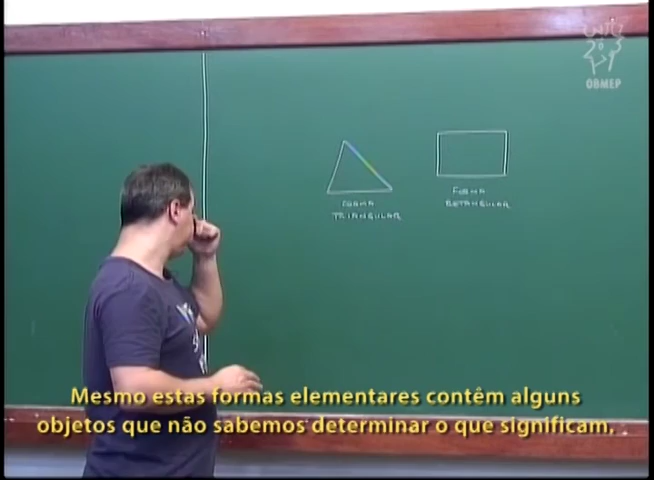 OBMEP
FORMA
TRIANGULAR
FORMA
RETANGULAR
Mesmo estas formas elementares contêm alguns
objetos que não sabemos determinar o que significam.